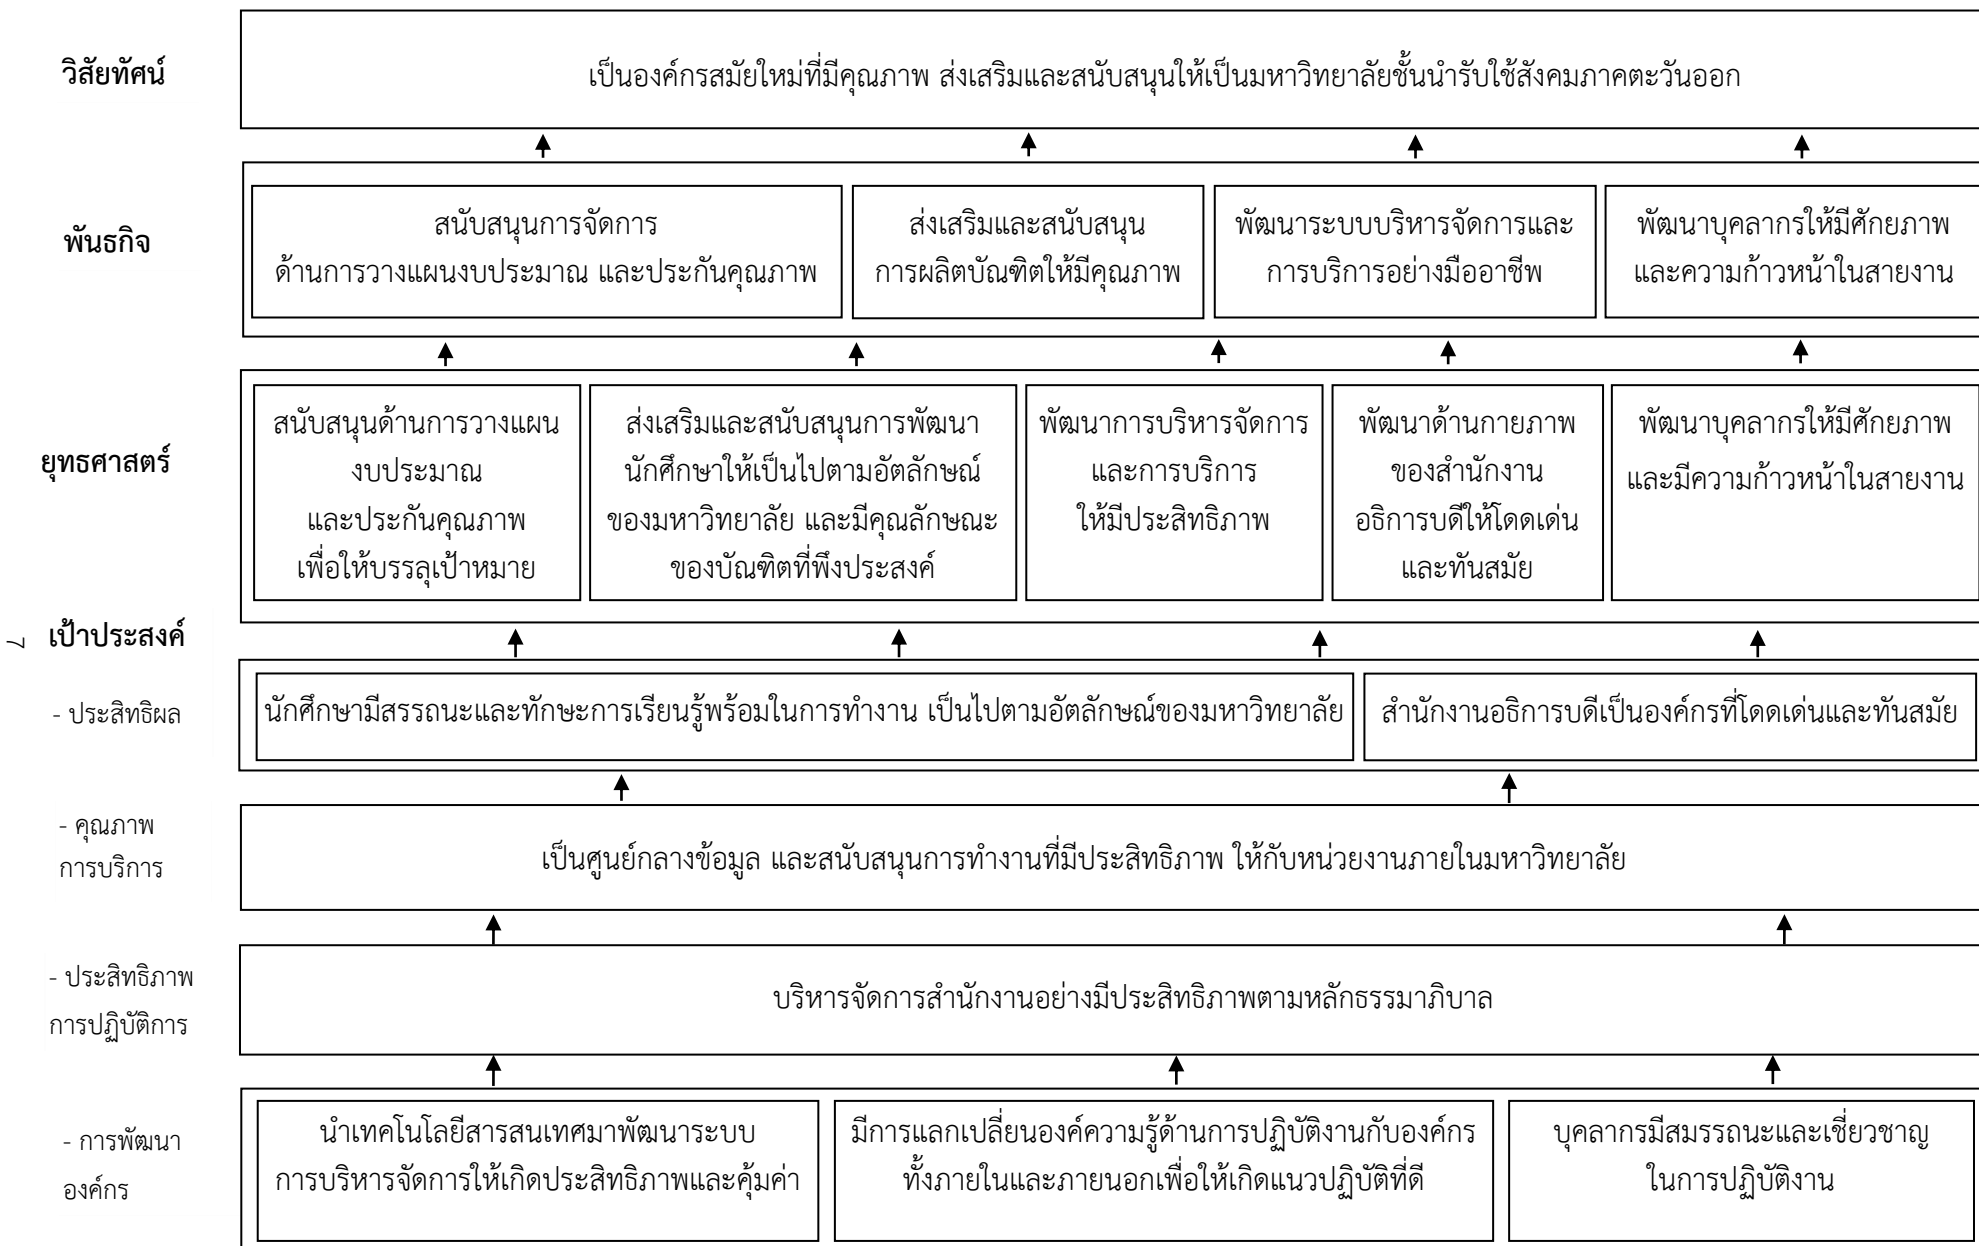 วิสัยทัศน์
เป็นองค์กรสมัยใหม่ที่มีคุณภาพ ส่งเสริมและสนับสนุนให้เป็นมหาวิทยาลัยชั้นนำรับใช้สังคมภาคตะวันออก
พันธกิจ
สนับสนุนการจัดการ
ด้านการวางแผนงบประมาณ และประกันคุณภาพ
ส่งเสริมและสนับสนุน
การผลิตบัณฑิตให้มีคุณภาพ
พัฒนาระบบบริหารจัดการและ
การบริการอย่างมืออาชีพ
พัฒนาบุคลากรให้มีศักยภาพ
และความก้าวหน้าในสายงาน
ยุทธศาสตร์
สนับสนุนด้านการวางแผน
งบประมาณ
และประกันคุณภาพ
เพื่อให้บรรลุเป้าหมาย
ส่งเสริมและสนับสนุนการพัฒนา
นักศึกษาให้เป็นไปตามอัตลักษณ์
ของมหาวิทยาลัย และมีคุณลักษณะ
ของบัณฑิตที่พึงประสงค์
พัฒนาการบริหารจัดการ
และการบริการ
ให้มีประสิทธิภาพ
พัฒนาด้านกายภาพ
ของสำนักงาน
อธิการบดีให้โดดเด่น
และทันสมัย
พัฒนาบุคลากรให้มีศักยภาพ
และมีความก้าวหน้าในสายงาน
7
เป้าประสงค์
- ประสิทธิผล
นักศึกษามีสรรถนะและทักษะการเรียนรู้พร้อมในการทำงาน เป็นไปตามอัตลักษณ์ของมหาวิทยาลัย
สำนักงานอธิการบดีเป็นองค์กรที่โดดเด่นและทันสมัย
- คุณภาพ
การบริการ
เป็นศูนย์กลางข้อมูล และสนับสนุนการทำงานที่มีประสิทธิภาพ ให้กับหน่วยงานภายในมหาวิทยาลัย
- ประสิทธิภาพ
การปฏิบัติการ
บริหารจัดการสำนักงานอย่างมีประสิทธิภาพตามหลักธรรมาภิบาล
- การพัฒนา
องค์กร
นำเทคโนโลยีสารสนเทศมาพัฒนาระบบ
การบริหารจัดการให้เกิดประสิทธิภาพและคุ้มค่า
มีการแลกเปลี่ยนองค์ความรู้ด้านการปฏิบัติงานกับองค์กร
ทั้งภายในและภายนอกเพื่อให้เกิดแนวปฏิบัติที่ดี
บุคลากรมีสมรรถนะและเชี่ยวชาญ
ในการปฏิบัติงาน